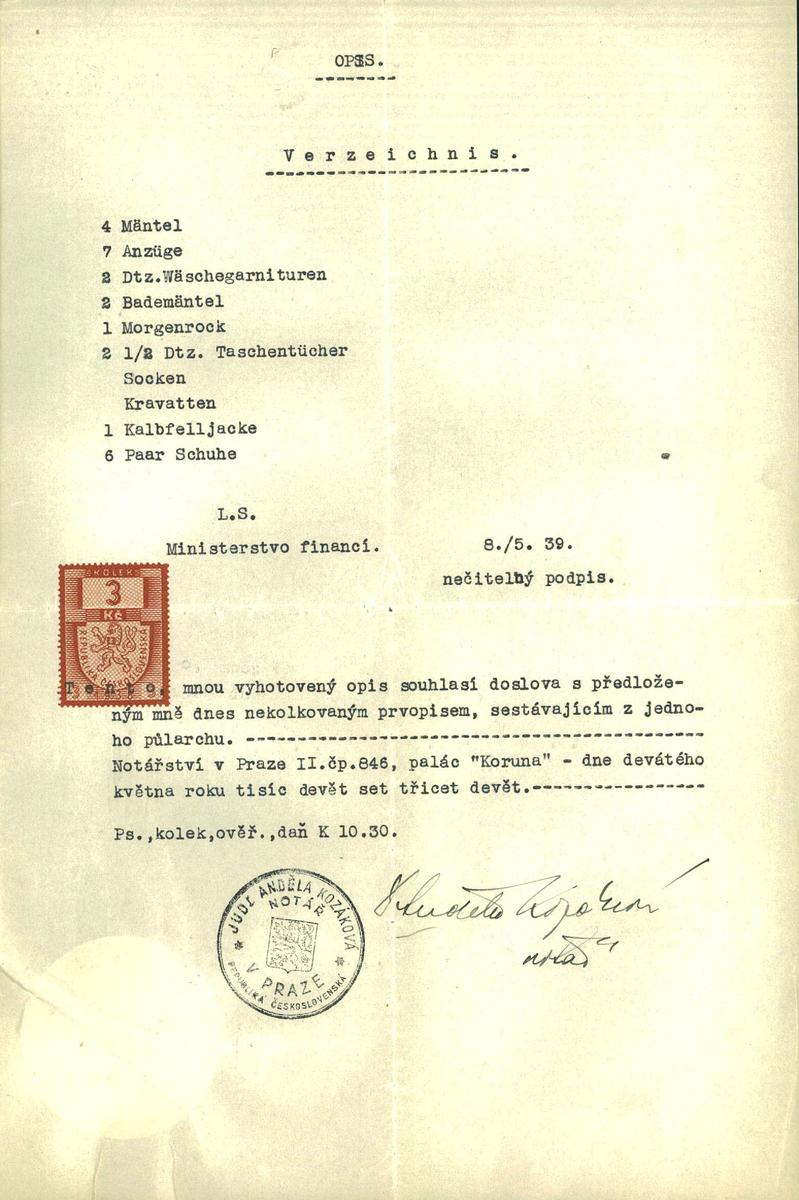 OPIS.
Verzeichnis.
4 Mäntel
7 Anzüge
2 Dtz.Wäschegarnituren
2 Bademäntel
1 Morgenrock
2 1/2 Dtz. Taschentücher
Socken
Kravatten
1 Kalbfelljacke
6 Paar Schuhe
L.S.
Ministerstvo financí. 8./5. 39.
nečitelný podpis.
KOLEK
3
Kč
REPUBLIKA ČESKOSLOVENSKÁ
Tento, mnou vyhotovený opis souhlasí doslova s předlože-
ným mně dnes nekolkovaným prvopisem, sestávajícím z jedno-
ho půlarchu. ---------------------------------------------
Notářství v Praze II.čp.846, palác "Koruna" - dne devátého
května roku tisíc devět set třicet devět.-----------------
Ps.,kolek,ověř.,daň K 10.30.
JUDr ANDĚLA KOZÁKOVÁ
NOTÁŘ
V PRAZE
REPUBLIKA ČESKOSLOVENSKÁ
Anděla Kozáková
notář